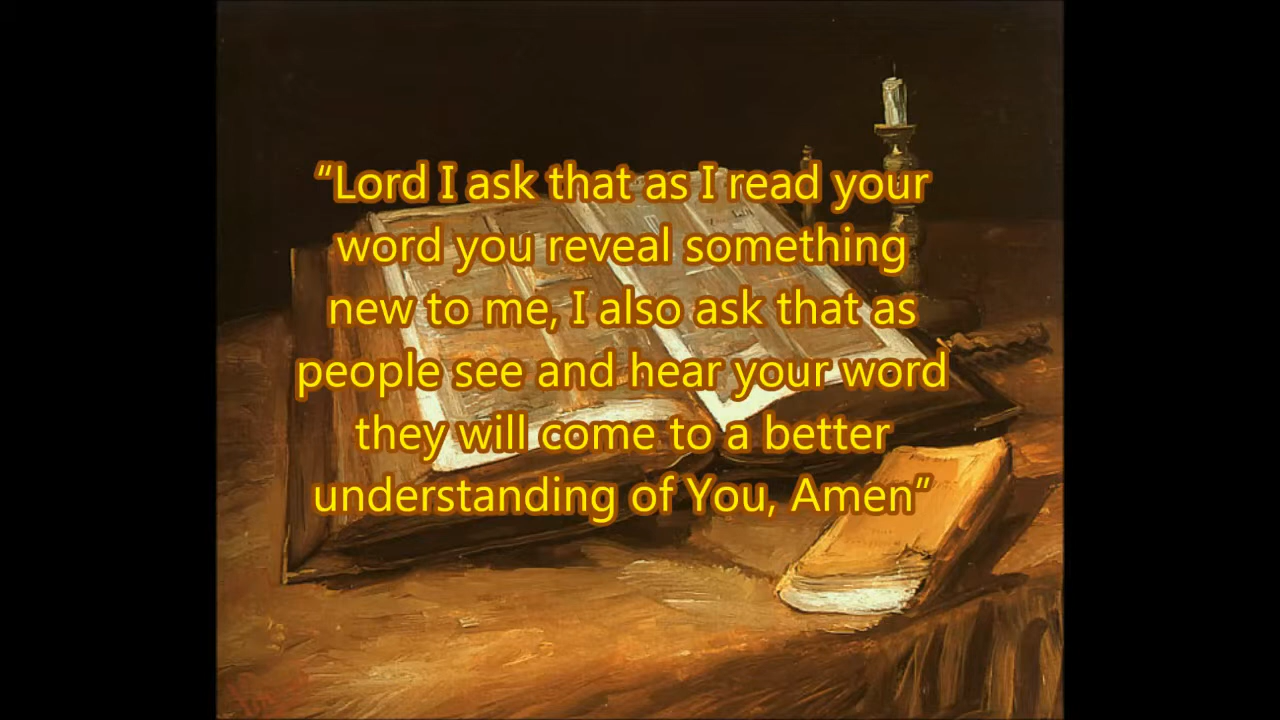 “Lord I ask that as I read your
word you reveal something
new to me, I also ask that as
people see and hear your word
they will come to a better
understanding of You, Amen”